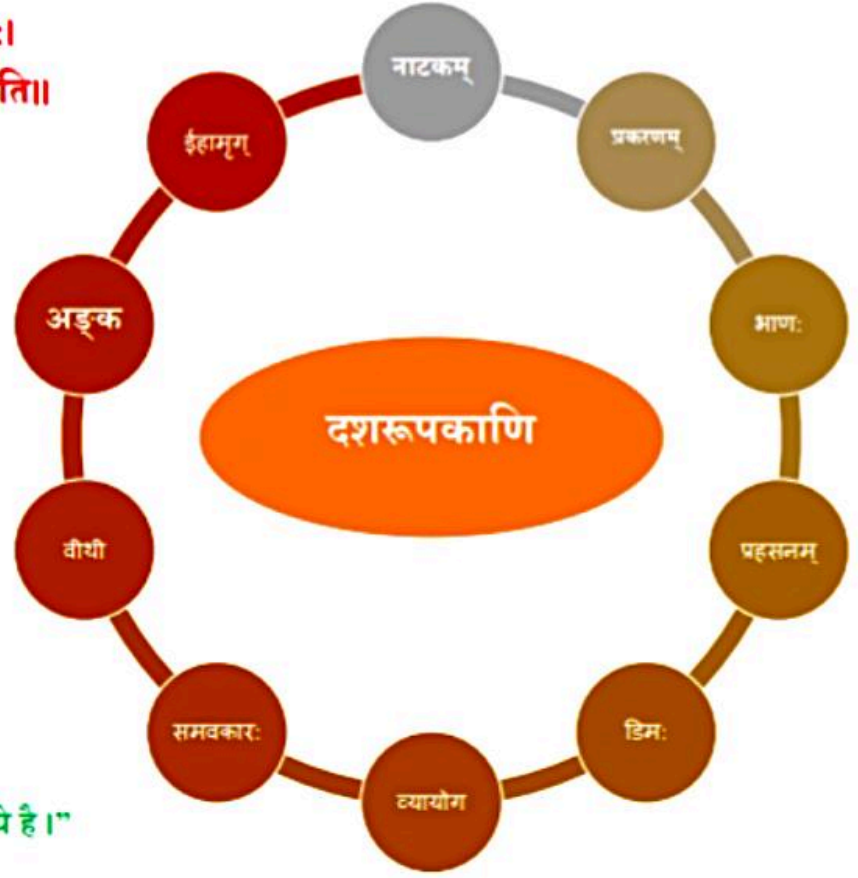 ति॥
नाटकम्
प्रकरणम्
भाण:
प्रहसनम्
डिम:
व्यायोग
समवकार:
वीथी
अङ्क
ईहामृग्
दशरूपकाणि
है।”